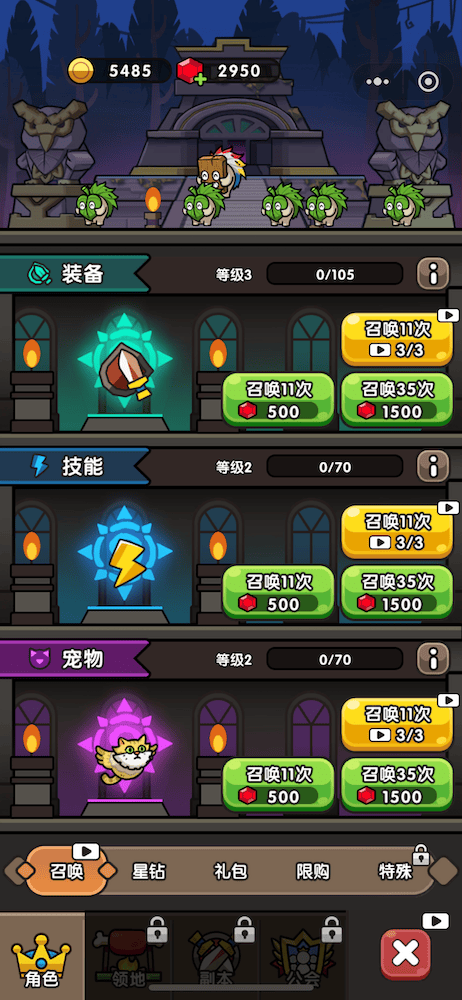 5485 2950
装备 等级3 0/105
召唤11次
3/3
召唤11次 召唤35次
500 1500
技能 等级2 0/70
召唤11次
3/3
召唤11次 召唤35次
500 1500
宠物 等级2 0/70
召唤11次
3/3
召唤11次 召唤35次
500 1500
召唤 星钻 礼包 限购 特殊
角色 领地 副本 公会